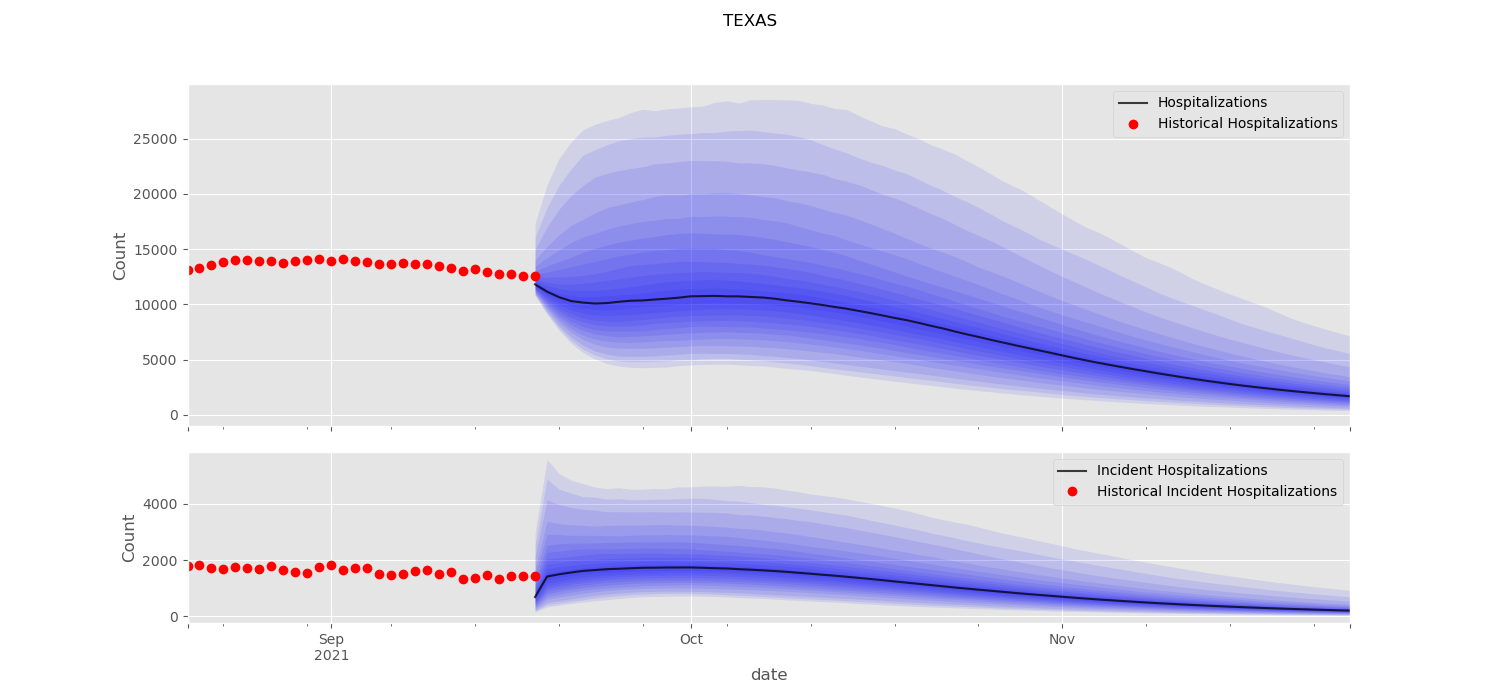 TEXAS
Hospitalizations
Historical Hospitalizations
25000
20000
15000
10000
5000
0
Count
Incident Hospitalizations
Historical Incident Hospitalizations
4000
2000
0
Count
Sep
2021
Oct
Nov
date